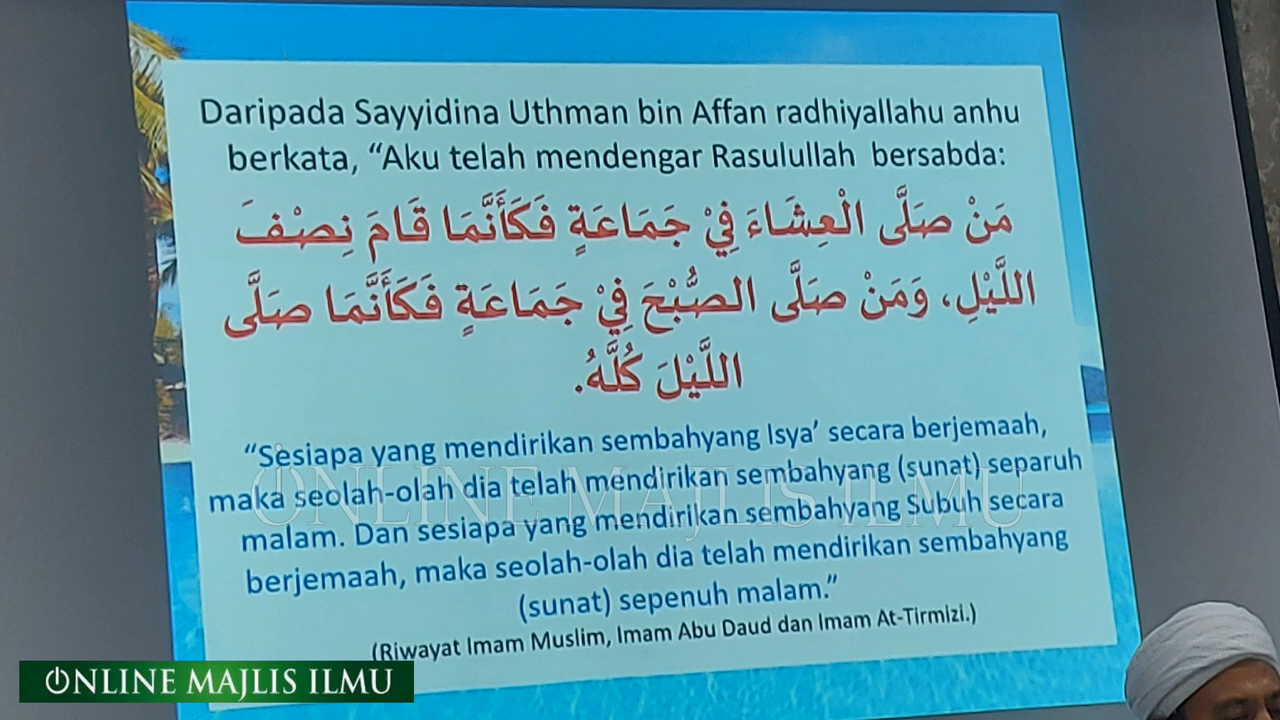 Daripada Sayyidina Uthman bin Affan radhiyallahu anhu
berkata, “Aku telah mendengar Rasulullah bersabda:
مَنْ صَلَّى الْعِشَاءَ فِيْ جَمَاعَةٍ فَكَأَنَّمَا قَامَ نِصْفَ
اللَّيْلِ، وَمَنْ صَلَّى الصُّبْحَ فِيْ جَمَاعَةٍ فَكَأَنَّمَا صَلَّى
اللَّيْلَ كُلَّهُ.
“Sesiapa yang mendirikan sembahyang Isya’ secara berjemaah,
maka seolah-olah dia telah mendirikan sembahyang (sunat) separuh
malam. Dan sesiapa yang mendirikan sembahyang Subuh secara
berjemaah, maka seolah-olah dia telah mendirikan sembahyang
(sunat) sepenuh malam.”
(Riwayat Imam Muslim, Imam Abu Daud dan Imam At-Tirmizi.)
ONLINE MAJLIS ILMU
ONLINE MAJLIS ILMU